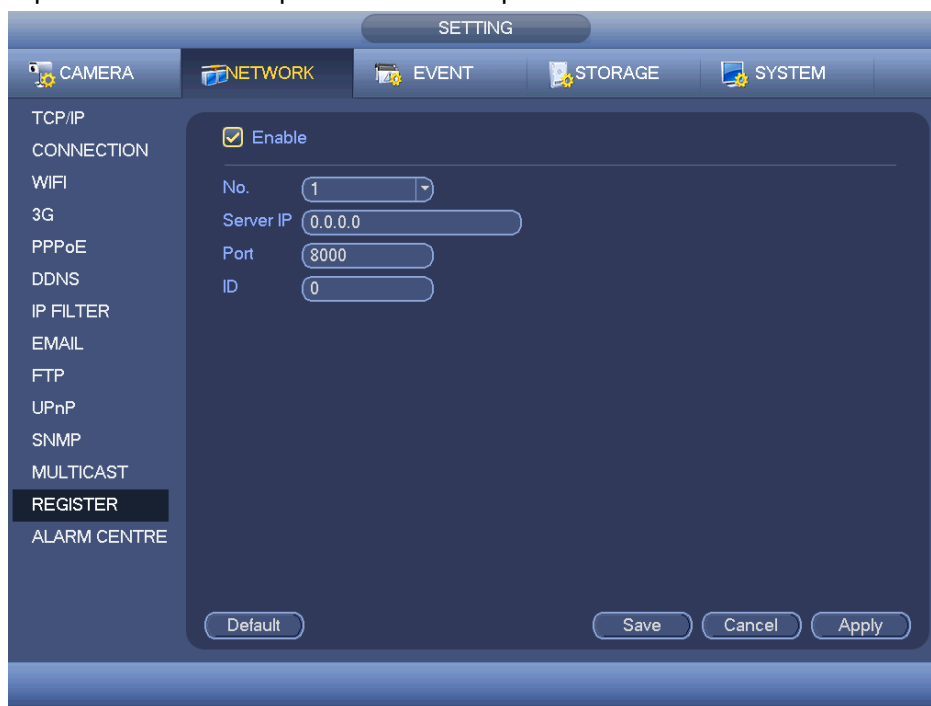 SETTING
CAMERA NETWORK EVENT STORAGE SYSTEM
TCP/IP
CONNECTION
WIFI
3G
PPPoE
DDNS
IP FILTER
EMAIL
FTP
UPnP
SNMP
MULTICAST
REGISTER
ALARM CENTRE
Enable
No. 1
Server IP 0.0.0.0
Port 8000
ID 0
Default Save Cancel Apply